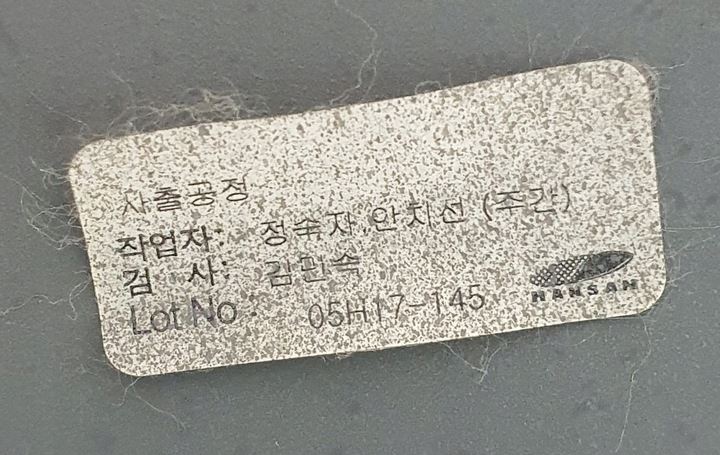 사출공정
작업자: 정숙자 안치선 (주간)
검 사: 김민숙
Lot No : 05H17-145
HANSAN